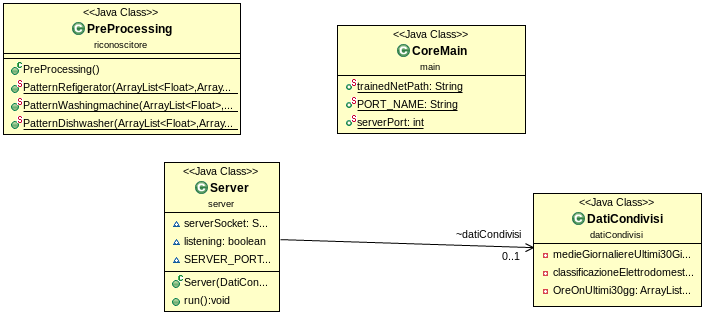 <<Java Class>>
PreProcessing
riconoscitore
PreProcessing()
PatternRefigerator(ArrayList<Float>,Array...
PatternWashingmachine(ArrayList<Float>,...
PatternDishwasher(ArrayList<Float>,Array...
<<Java Class>>
CoreMain
main
trainedNetPath: String
PORT_NAME: String
serverPort: int
<<Java Class>>
Server
server
serverSocket: S...
listening: boolean
SERVER_PORT...
Server(DatiCon...
run():void
~datiCondivisi
0..1
<<Java Class>>
DatiCondivisi
datiCondivisi
medieGiornaliereUltimi30Gi...
classificazioneElettrodomest...
OreOnUltimi30gg: ArrayList...